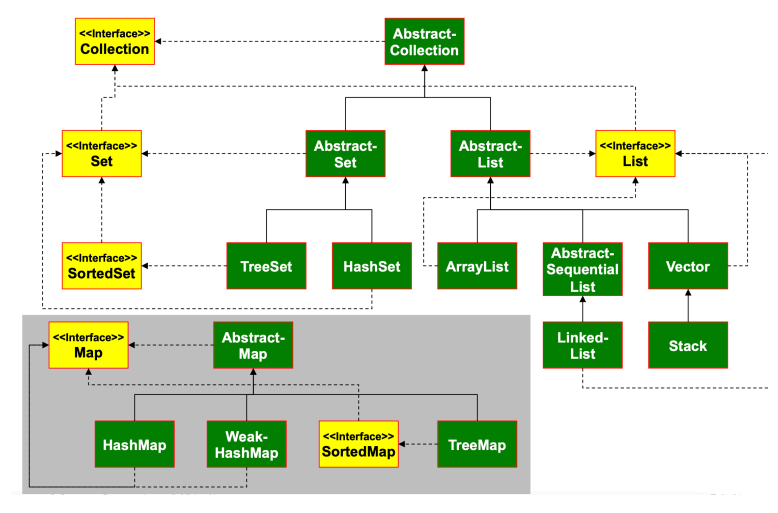 <<Interface>>
Collection
Abstract-
Collection
<<Interface>>
Set
Abstract-
Set
Abstract-
List
<<Interface>>
List
<<Interface>>
SortedSet
TreeSet
HashSet
ArrayList
Abstract-
Sequential
List
Vector
<<Interface>>
Map
Abstract-
Map
Linked-
List
Stack
HashMap
Weak-
HashMap
<<Interface>>
SortedMap
TreeMap